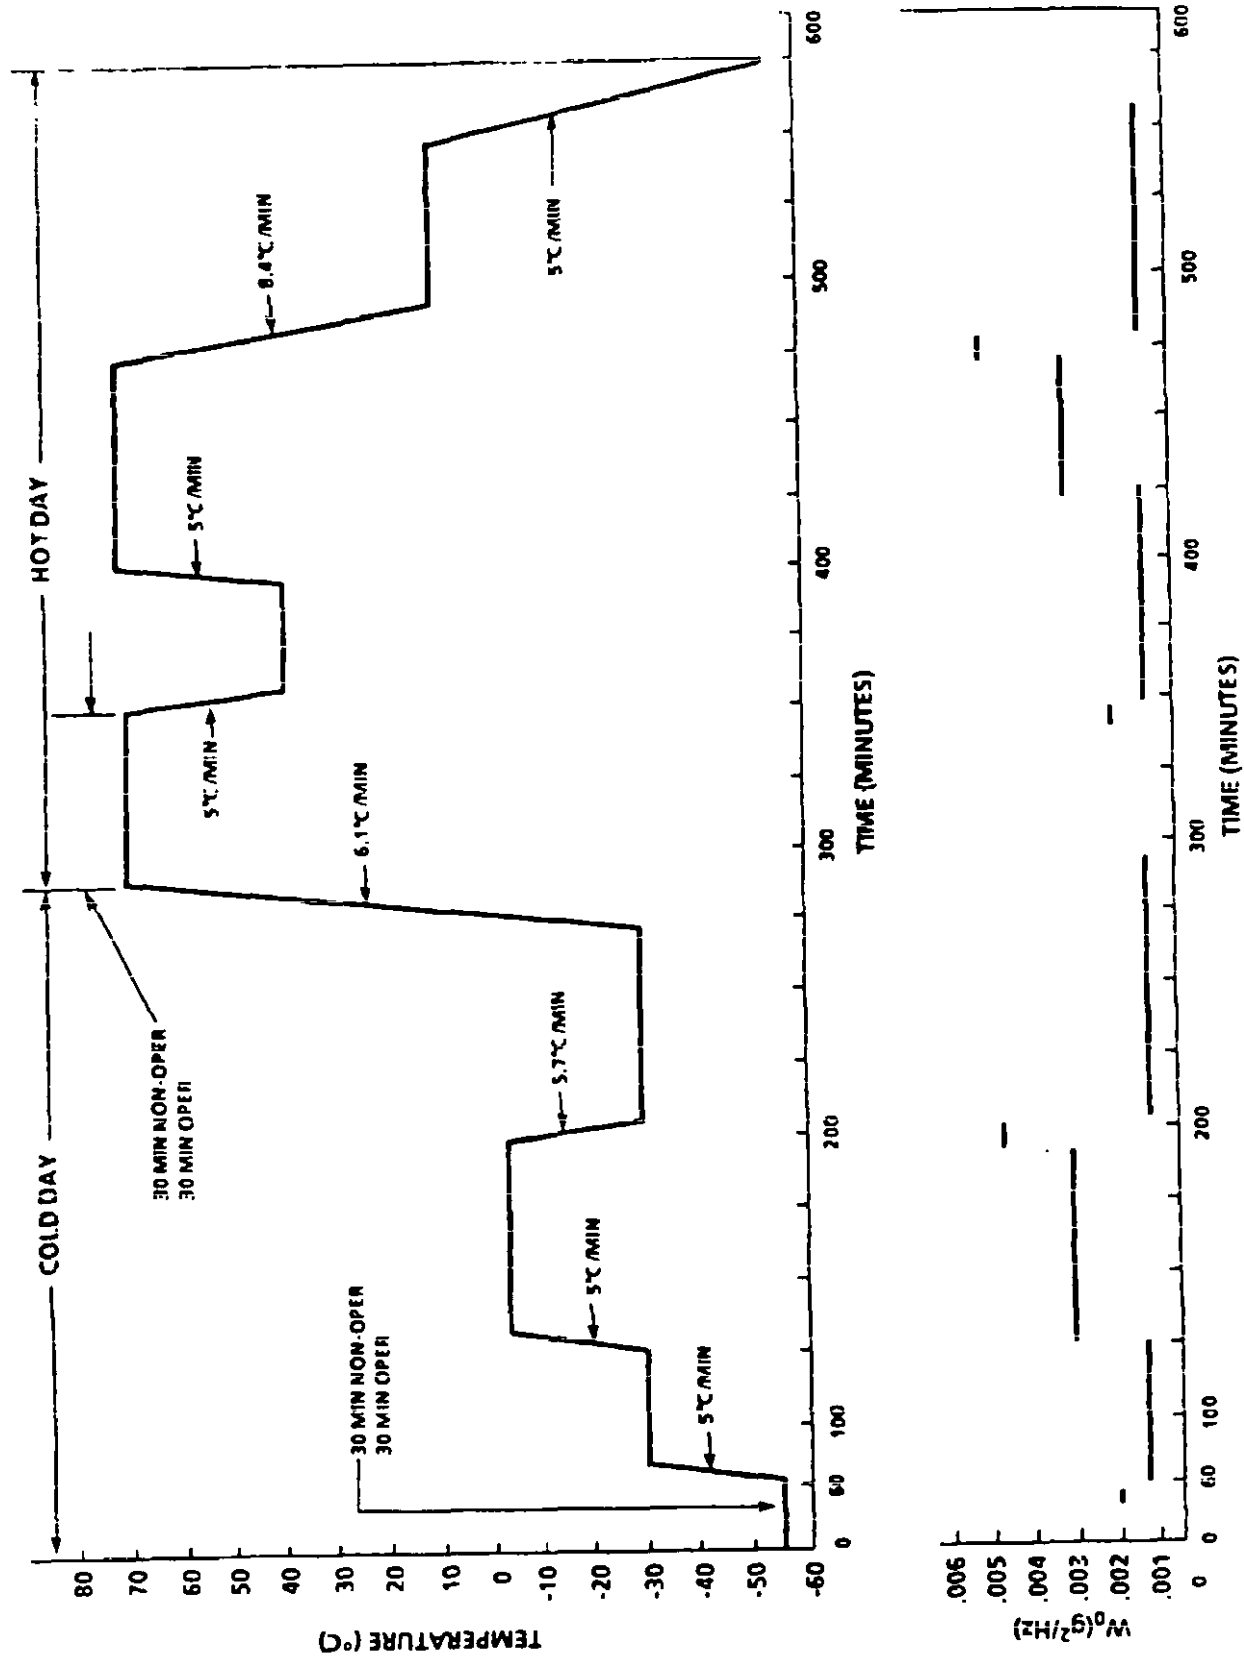 COLD DAY
HOT DAY
30 MIN NON-OPER
30 MIN OPER
30 MIN NON-OPER
30 MIN OPER
5°C/MIN
5°C/MIN
5.7°C/MIN
6.1°C/MIN
5°C/MIN
5°C/MIN
8.4°C/MIN
5°C/MIN
TEMPERATURE (°C)
80
70
60
50
40
30
20
10
0
-10
-20
-30
-40
-50
-60
0
60
100
200
300
400
500
600
TIME (MINUTES)
W₀(g²/Hz)
.006
.005
.004
.003
.002
.001
0
0
60
100
200
300
400
500
600
TIME (MINUTES)